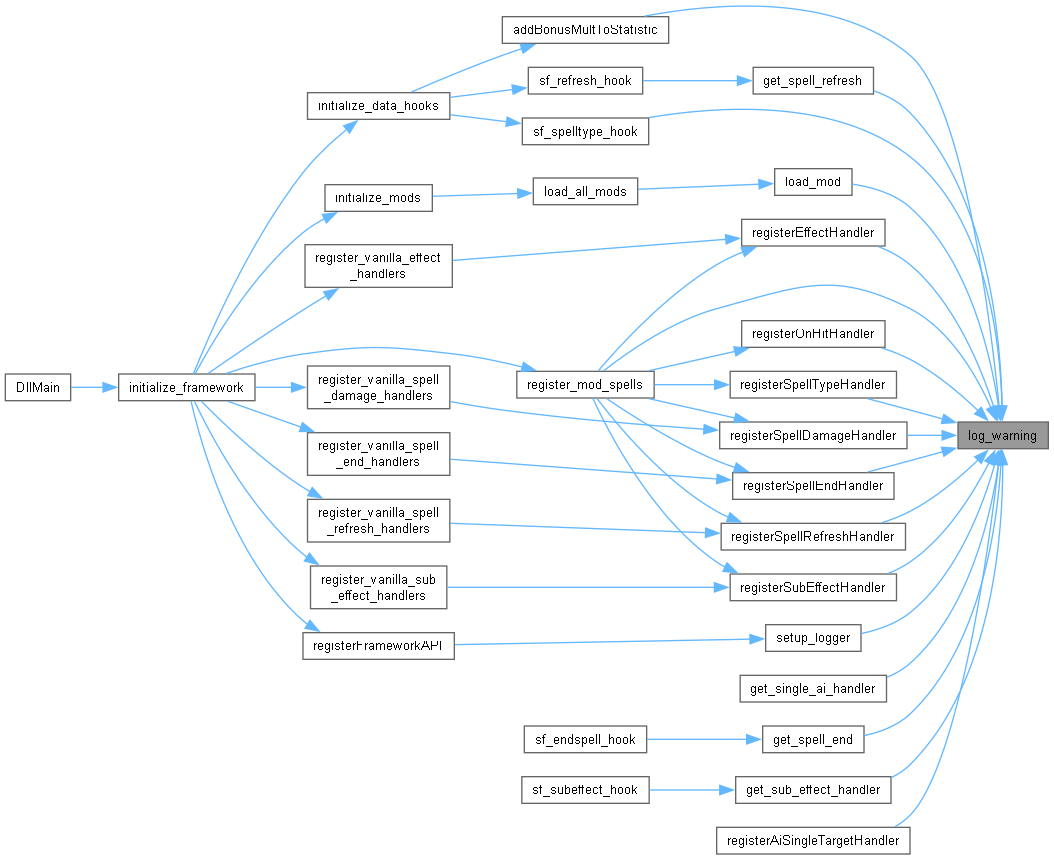 addBonusMultToStatistic
sf_refresh_hook
get_spell_refresh
initialize_data_hooks
sf_spelltype_hook
load_mod
load_all_mods
initialize_mods
registerEffectHandler
register_vanilla_effect
_handlers
registerOnHitHandler
DllMain
initialize_framework
register_vanilla_spell
_damage_handlers
register_mod_spells
registerSpellTypeHandler
registerSpellDamageHandler
log_warning
register_vanilla_spell
_end_handlers
registerSpellEndHandler
register_vanilla_spell
_refresh_handlers
registerSpellRefreshHandler
register_vanilla_sub
_effect_handlers
registerSubEffectHandler
registerFrameworkAPI
setup_logger
get_single_ai_handler
sf_endspell_hook
get_spell_end
sf_subeffect_hook
get_sub_effect_handler
registerAiSingleTargetHandler